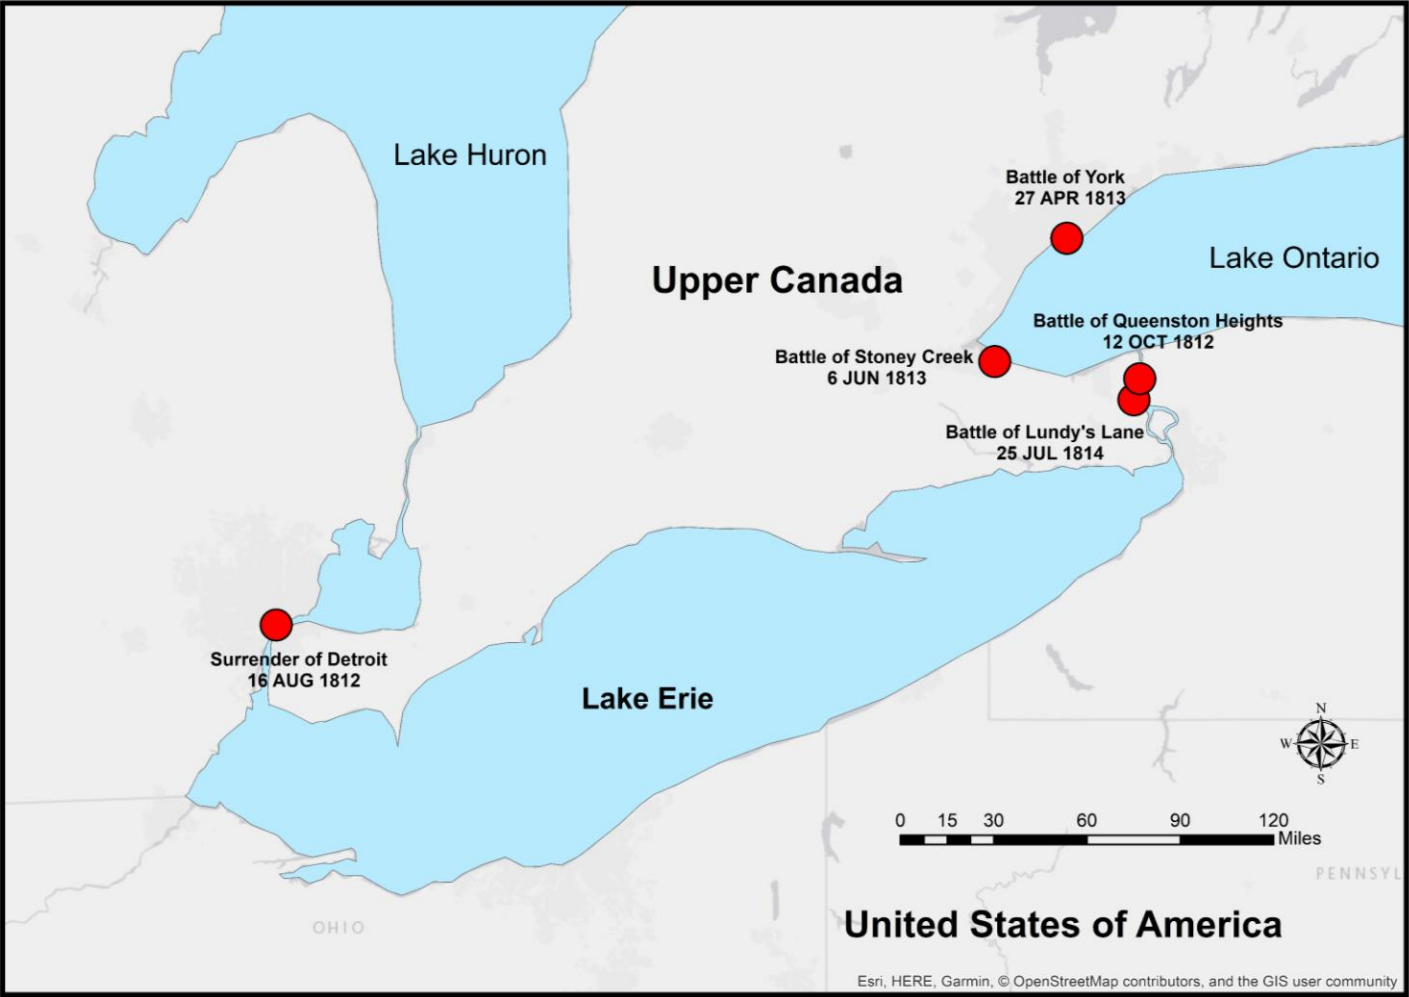 Lake Huron
Battle of York
27 APR 1813
Lake Ontario
Upper Canada
Battle of Queenston Heights
12 OCT 1812
Battle of Stoney Creek
6 JUN 1813
Battle of Lundy's Lane
25 JUL 1814
Surrender of Detroit
16 AUG 1812
Lake Erie
N
W E
S
0 15 30 60 90 120
Miles
PENNSYL
OHIO
United States of America
Esri, HERE, Garmin, © OpenStreetMap contributors, and the GIS user community